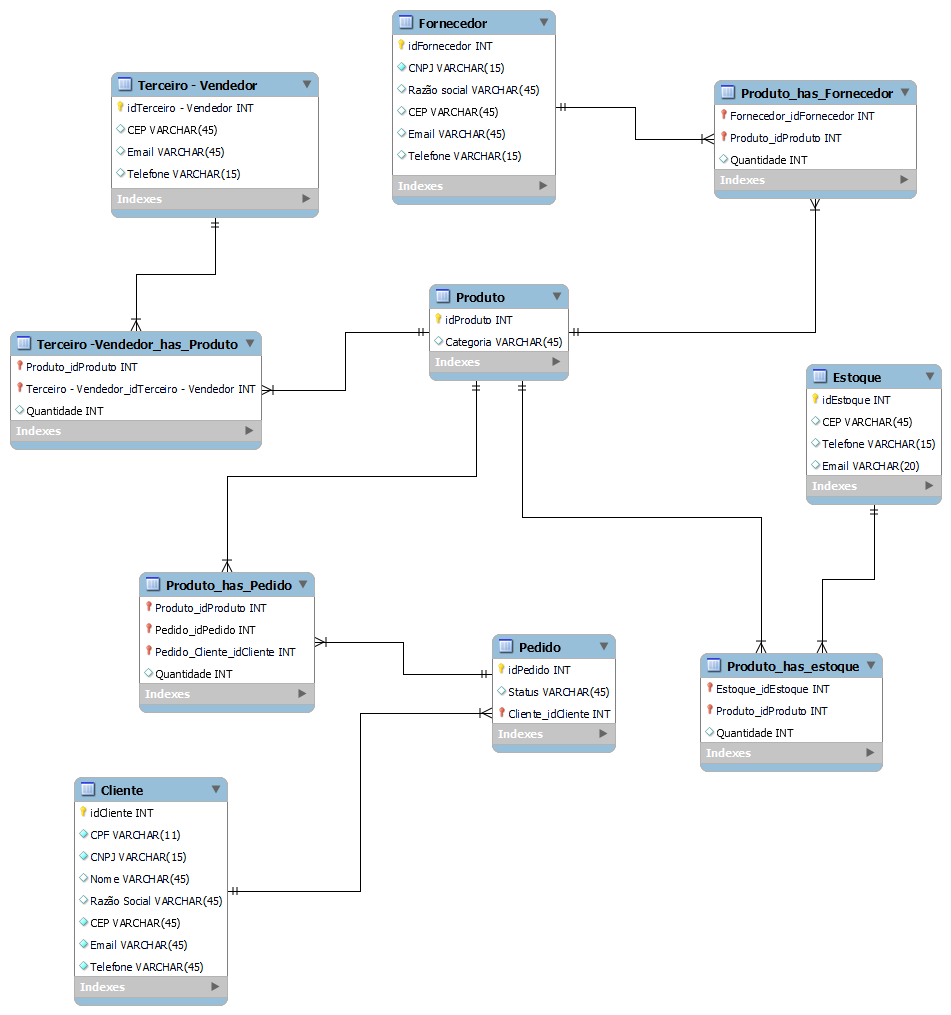 Fornecedor
idFornecedor INT
CNPJ VARCHAR(15)
Razão social VARCHAR(45)
CEP VARCHAR(45)
Email VARCHAR(45)
Telefone VARCHAR(15)
Indexes
Terceiro - Vendedor
idTerceiro - Vendedor INT
CEP VARCHAR(45)
Email VARCHAR(45)
Telefone VARCHAR(15)
Indexes
Produto_has_Fornecedor
Fornecedor_idFornecedor INT
Produto_idProduto INT
Quantidade INT
Indexes
Produto
idProduto INT
Categoria VARCHAR(45)
Indexes
Terceiro -Vendedor_has_Produto
Produto_idProduto INT
Terceiro - Vendedor_idTerceiro - Vendedor INT
Quantidade INT
Indexes
Estoque
idEstoque INT
CEP VARCHAR(45)
Telefone VARCHAR(15)
Email VARCHAR(20)
Indexes
Produto_has_Pedido
Produto_idProduto INT
Pedido_idPedido INT
Pedido_Cliente_idCliente INT
Quantidade INT
Indexes
Pedido
idPedido INT
Status VARCHAR(45)
Cliente_idCliente INT
Indexes
Produto_has_estoque
Estoque_idEstoque INT
Produto_idProduto INT
Quantidade INT
Indexes
Cliente
idCliente INT
CPF VARCHAR(11)
CNPJ VARCHAR(15)
Nome VARCHAR(45)
Razão Social VARCHAR(45)
CEP VARCHAR(45)
Email VARCHAR(45)
Telefone VARCHAR(45)
Indexes